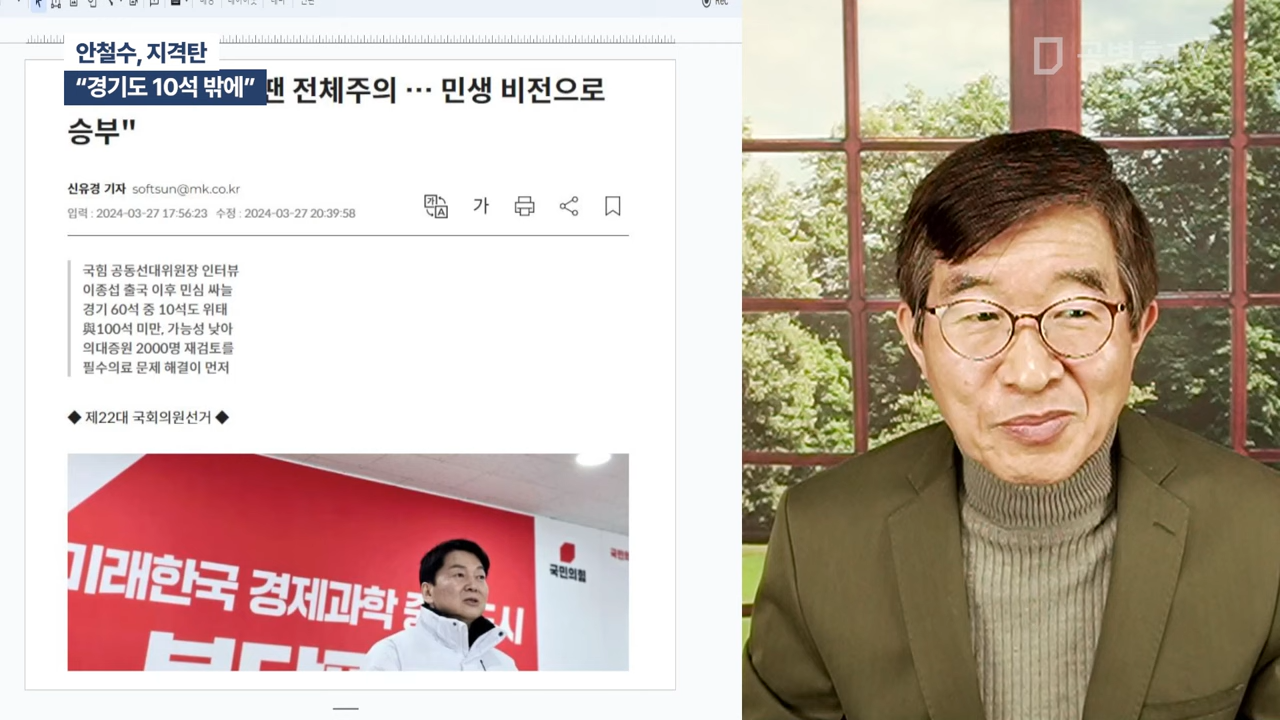 안철수, 지격탄
“경기도 10석 밖에”
전체주의 … 민생 비전으로
승부"
신유경 기자 softsun@mk.co.kr
입력 : 2024-03-27 17:56:23 수정 : 2024-03-27 20:39:58
가
국힘 공동선대위원장 인터뷰
이종섭 출국 이후 민심 싸늘
경기 60석 중 10석도 위태
與100석 미만, 가능성 낮아
의대증원 2000명 재검토를
필수의료 문제 해결이 먼저
◆ 제22대 국회의원선거 ◆
미래한국 경제과학
국민의힘